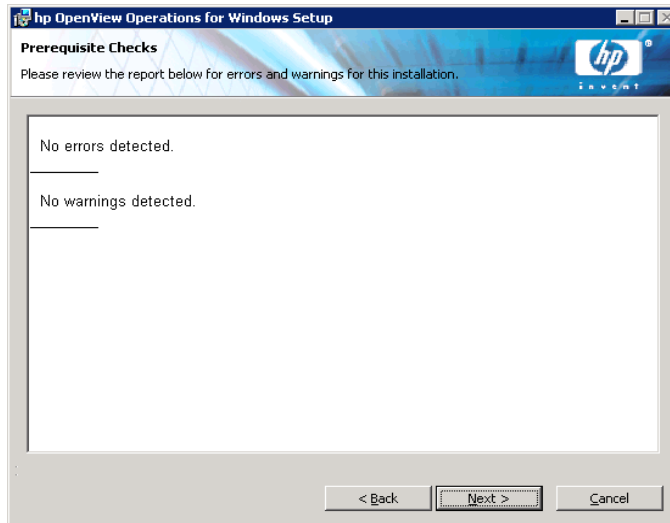 hp OpenView Operations for Windows Setup
Prerequisite Checks
Please review the report below for errors and warnings for this installation.
hp
®
invent
No errors detected.
No warnings detected.
< Back
Next >
Cancel